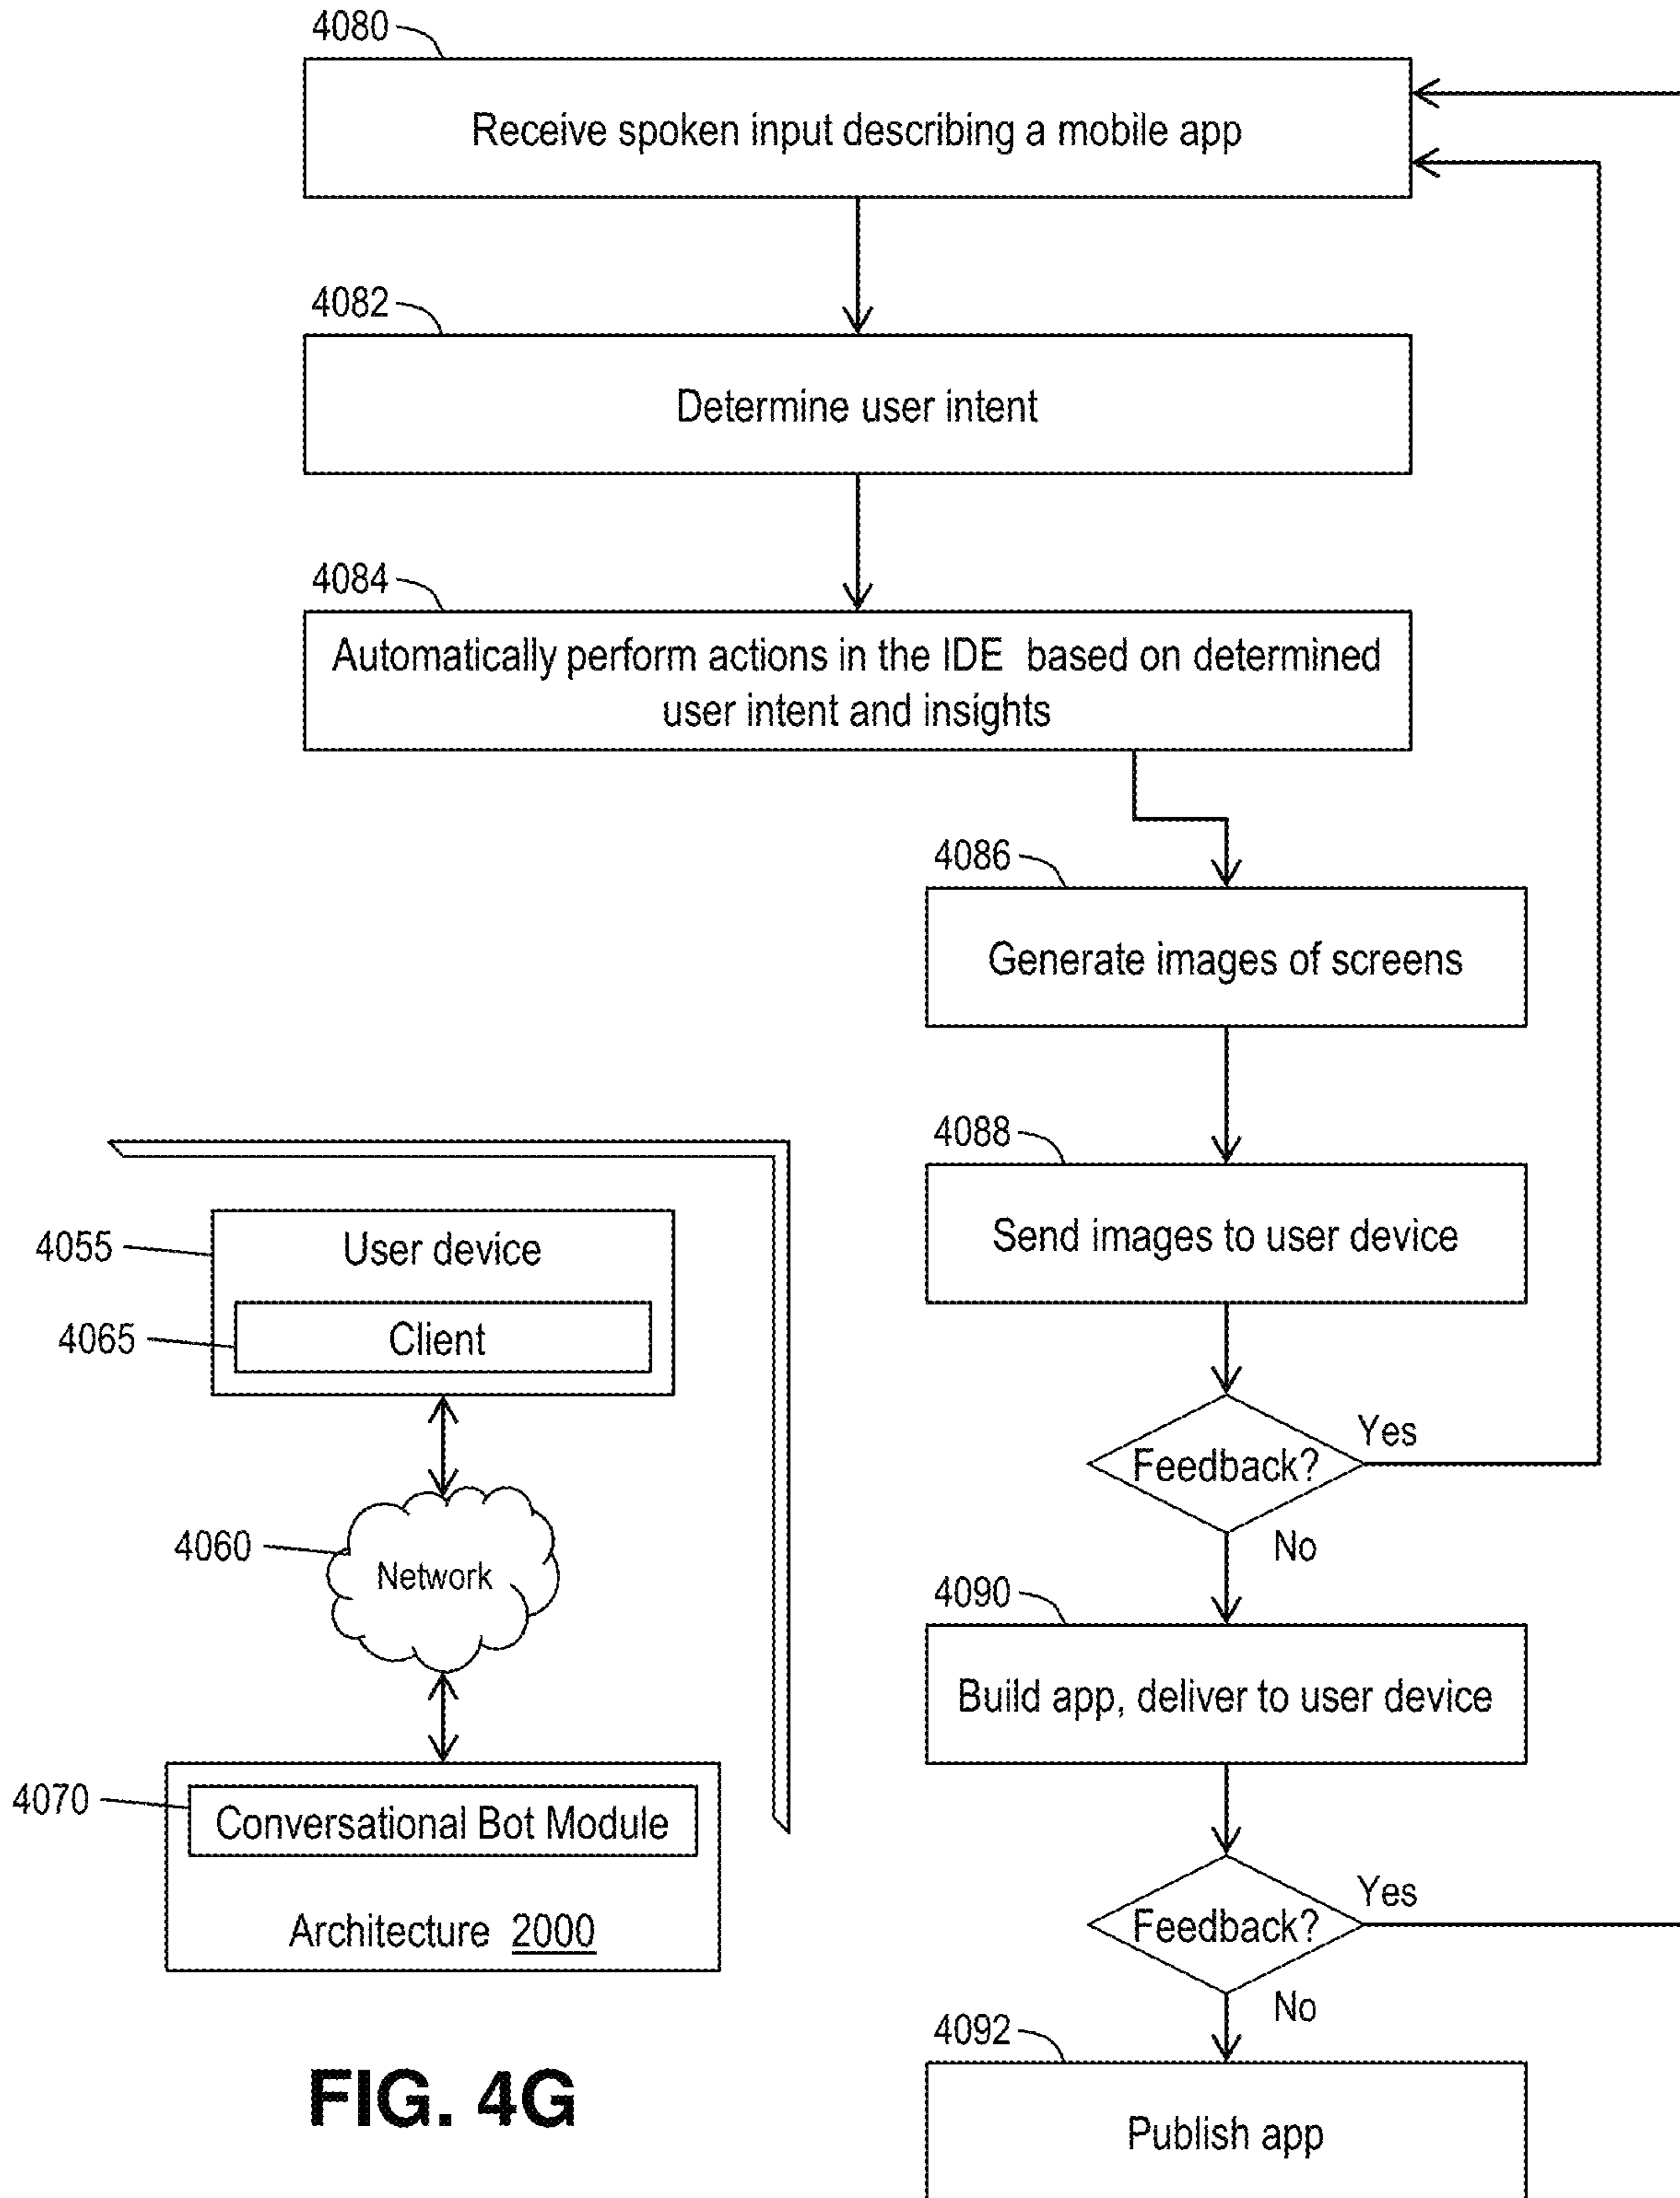 4080
Receive spoken input describing a mobile app
4082
Determine user intent
4084
Automatically perform actions in the IDE based on determined
user intent and insights
4086
Generate images of screens
4088
Send images to user device
Feedback?
Yes
No
4090
Build app, deliver to user device
Feedback?
Yes
No
4092
Publish app
4055
User device
4065
Client
4060
Network
4070
Conversational Bot Module
Architecture 2000
FIG. 4G